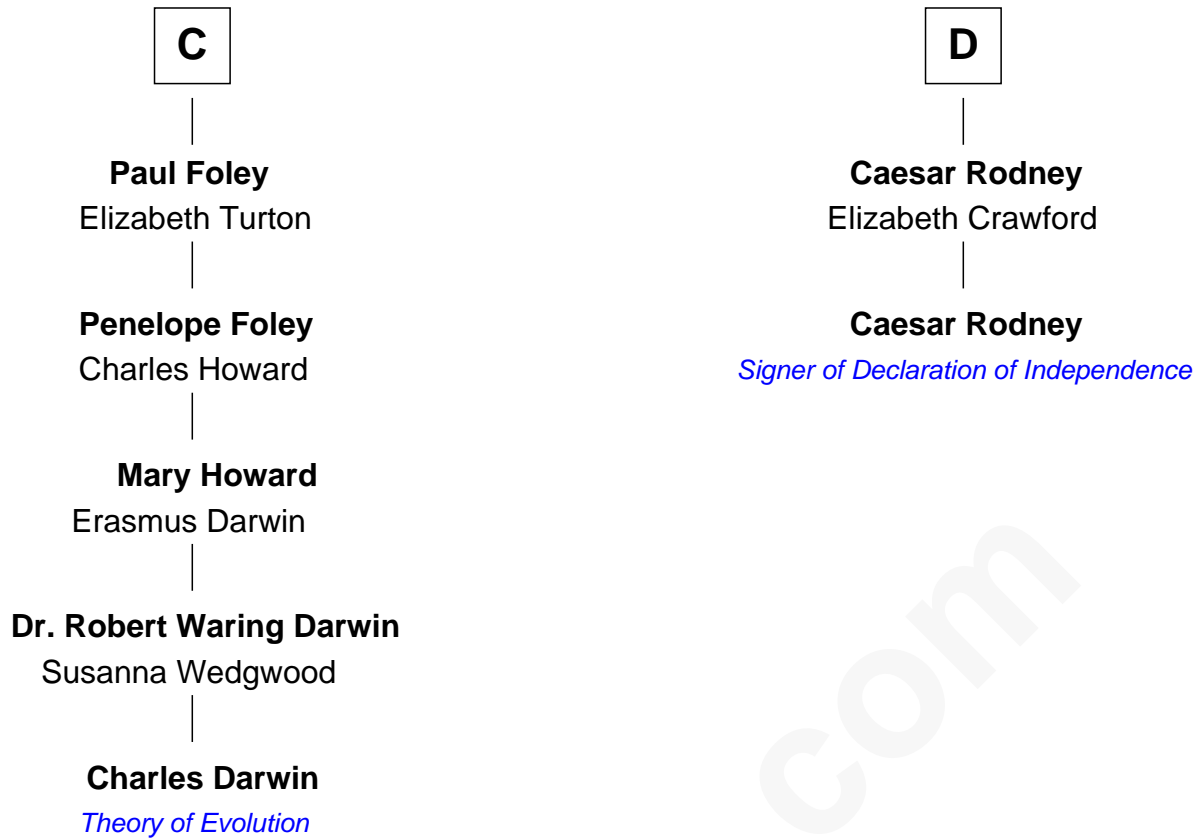 C
Paul Foley
Elizabeth Turton
Penelope Foley
Charles Howard
Mary Howard
Erasmus Darwin
Dr. Robert Waring Darwin
Susanna Wedgwood
Charles Darwin
Theory of Evolution
D
Caesar Rodney
Elizabeth Crawford
Caesar Rodney
Signer of Declaration of Independence
com